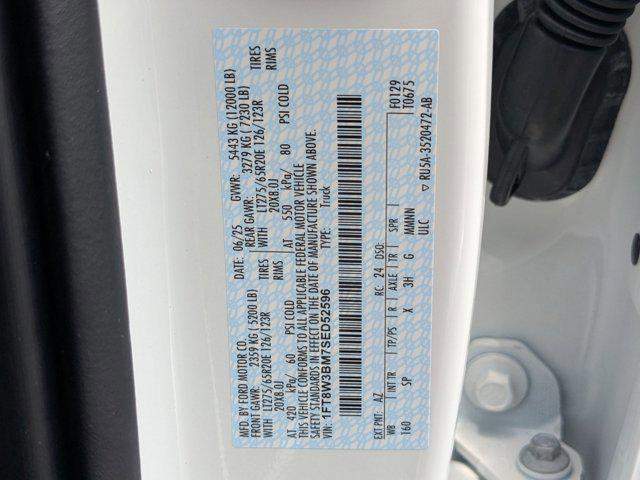 MFD. BY FORD MOTOR CO. DATE: 06/25 GVWR: 5443 KG (12000 LB)
FRONT GAWR: 2359 KG (5200 LB) REAR GAWR: 3279 KG (7230 LB)
WITH LT275/65R20E 126/123R TIRES WITH LT275/65R20E 126/123R TIRES
20X8.0J RIMS 20X8.0J RIMS
AT 420 kPa/ 60 PSI COLD AT 550 kPa/ 80 PSI COLD
THIS VEHICLE CONFORMS TO ALL APPLICABLE FEDERAL MOTOR VEHICLE
SAFETY STANDARDS IN EFFECT ON THE DATE OF MANUFACTURE SHOWN ABOVE.
VIN: 1FT8W3BM7SED52596 TYPE: Truck
EXT PNT: AZ RC: 24 DSO: F0129
T0675
WB INT TR TP/PS R AXLE TR SPR
160 SP X 3H G MMMNN
ULC ▽ RU5A-3520472-AB